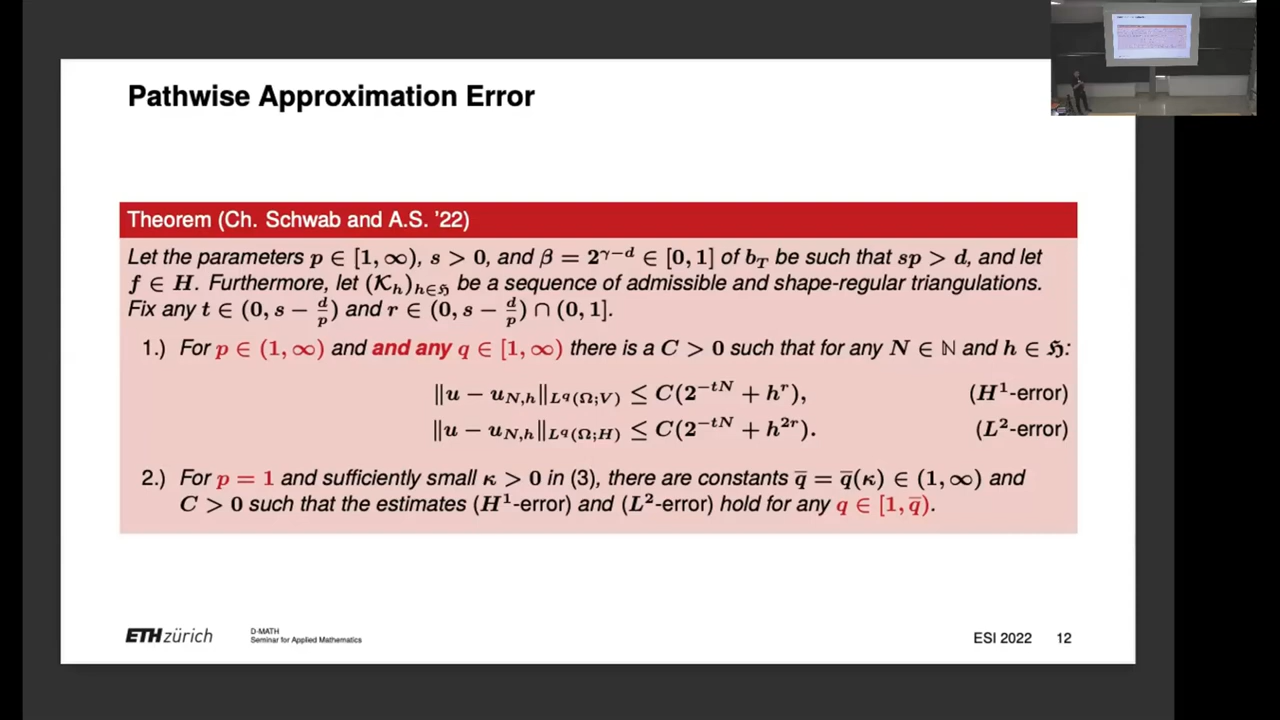 Pathwise Approximation Error
Theorem (Ch. Schwab and A.S. '22)
Let the parameters p ∈ [1, ∞), s > 0, and β = 2^{γ−d} ∈ [0, 1] of b_T be such that sp > d, and let
f ∈ H. Furthermore, let (𝒦_h)_{h∈ℌ} be a sequence of admissible and shape-regular triangulations.
Fix any t ∈ (0, s − d/p) and r ∈ (0, s − d/p) ∩ (0, 1].
1.) For p ∈ (1, ∞) and and any q ∈ [1, ∞) there is a C > 0 such that for any N ∈ ℕ and h ∈ ℌ:
‖u − u_{N,h}‖_{L^q(Ω;V)} ≤ C(2^{−tN} + h^r), (H^1-error)
‖u − u_{N,h}‖_{L^q(Ω;H)} ≤ C(2^{−tN} + h^{2r}). (L^2-error)
2.) For p = 1 and sufficiently small κ > 0 in (3), there are constants q̅ = q̅(κ) ∈ (1, ∞) and
C > 0 such that the estimates (H^1-error) and (L^2-error) hold for any q ∈ [1, q̅).
ETH zürich
D-MATH
Seminar for Applied Mathematics
ESI 2022 12